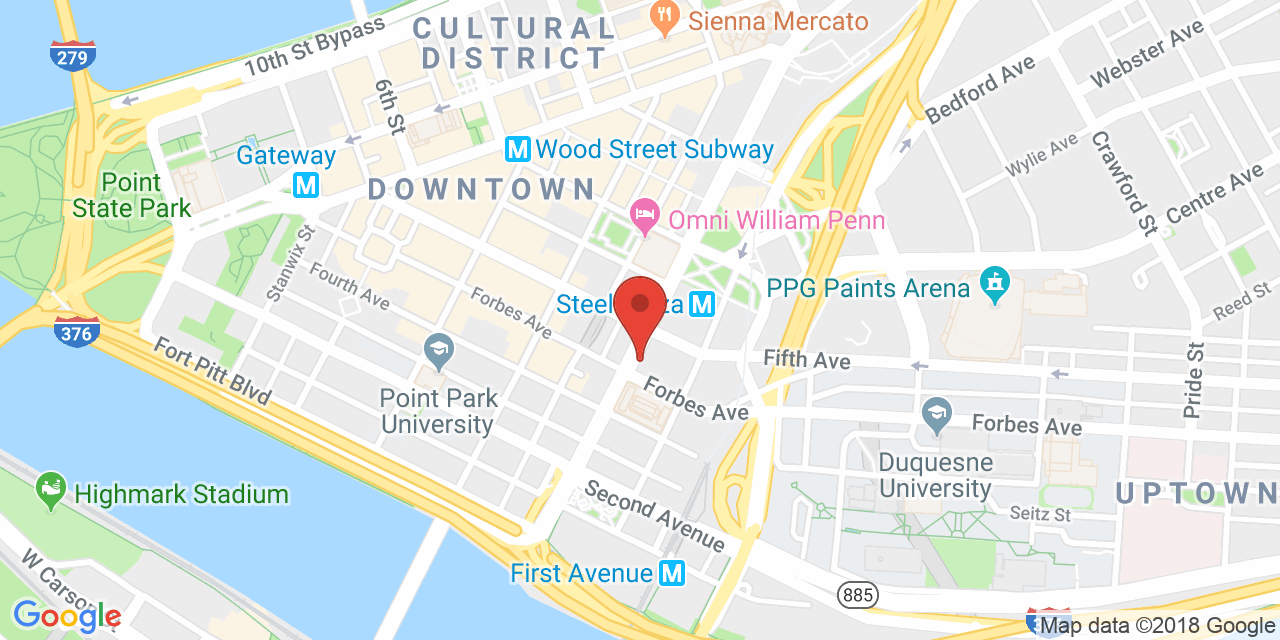 CULTURAL
DISTRICT
Sienna Mercato
279
10th St Bypass
6th St
Webster Ave
Bedford Ave
Wylie Ave
Crawford St
Centre Ave
Gateway
M
M Wood Street Subway
Point
State Park
DOWNTOWN
Omni William Penn
Stanwix St
Fourth Ave
Forbes Ave
Steel
za M
PPG Paints Arena
Reed St
376
Fort Pitt Blvd
Fifth Ave
Pride St
Point Park
University
Forbes Ave
Forbes Ave
Duquesne
University
UPTOWN
Highmark Stadium
Second Avenue
Seitz St
First Avenue M
885
W Carson
Google
Map data ©2018 Google